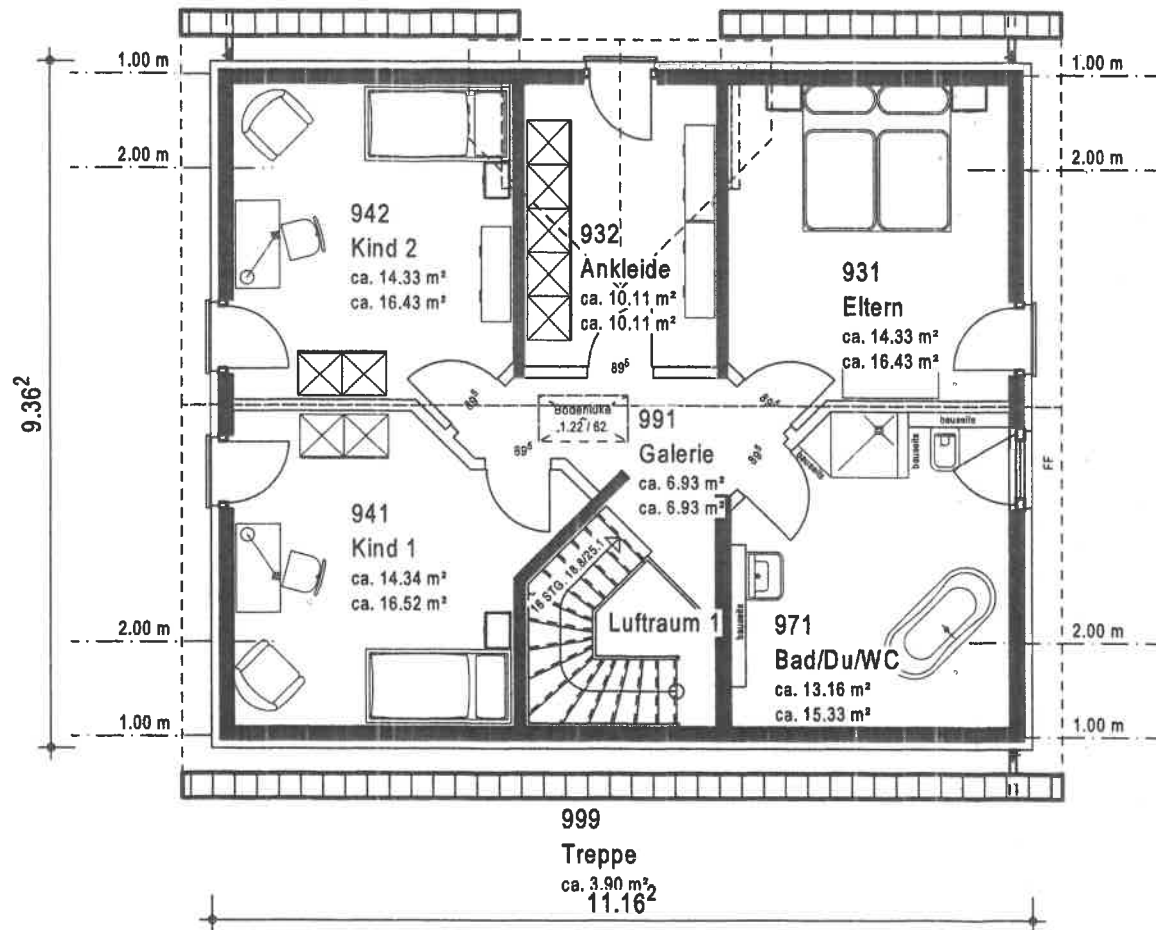 1.00 m
1.00 m
2.00 m
2.00 m
942
Kind 2
ca. 14.33 m²
ca. 16.43 m²
932
Ankleide
ca. 10.11 m²
ca. 10.11 m²
931
Eltern
ca. 14.33 m²
ca. 16.43 m²
9.36²
89⁵
89⁵
89⁵
Bodenluke
1.22 / 62
991
Galerie
ca. 6.93 m²
ca. 6.93 m²
89⁵
89⁵
bauseits
bauseits
bauseits
FF
941
Kind 1
ca. 14.34 m²
ca. 16.52 m²
16 STG. 18.8/25.1
Luftraum 1
bauseits
971
Bad/Du/WC
ca. 13.16 m²
ca. 15.33 m²
2.00 m
2.00 m
1.00 m
1.00 m
999
Treppe
ca. 3.90 m²
11.16²